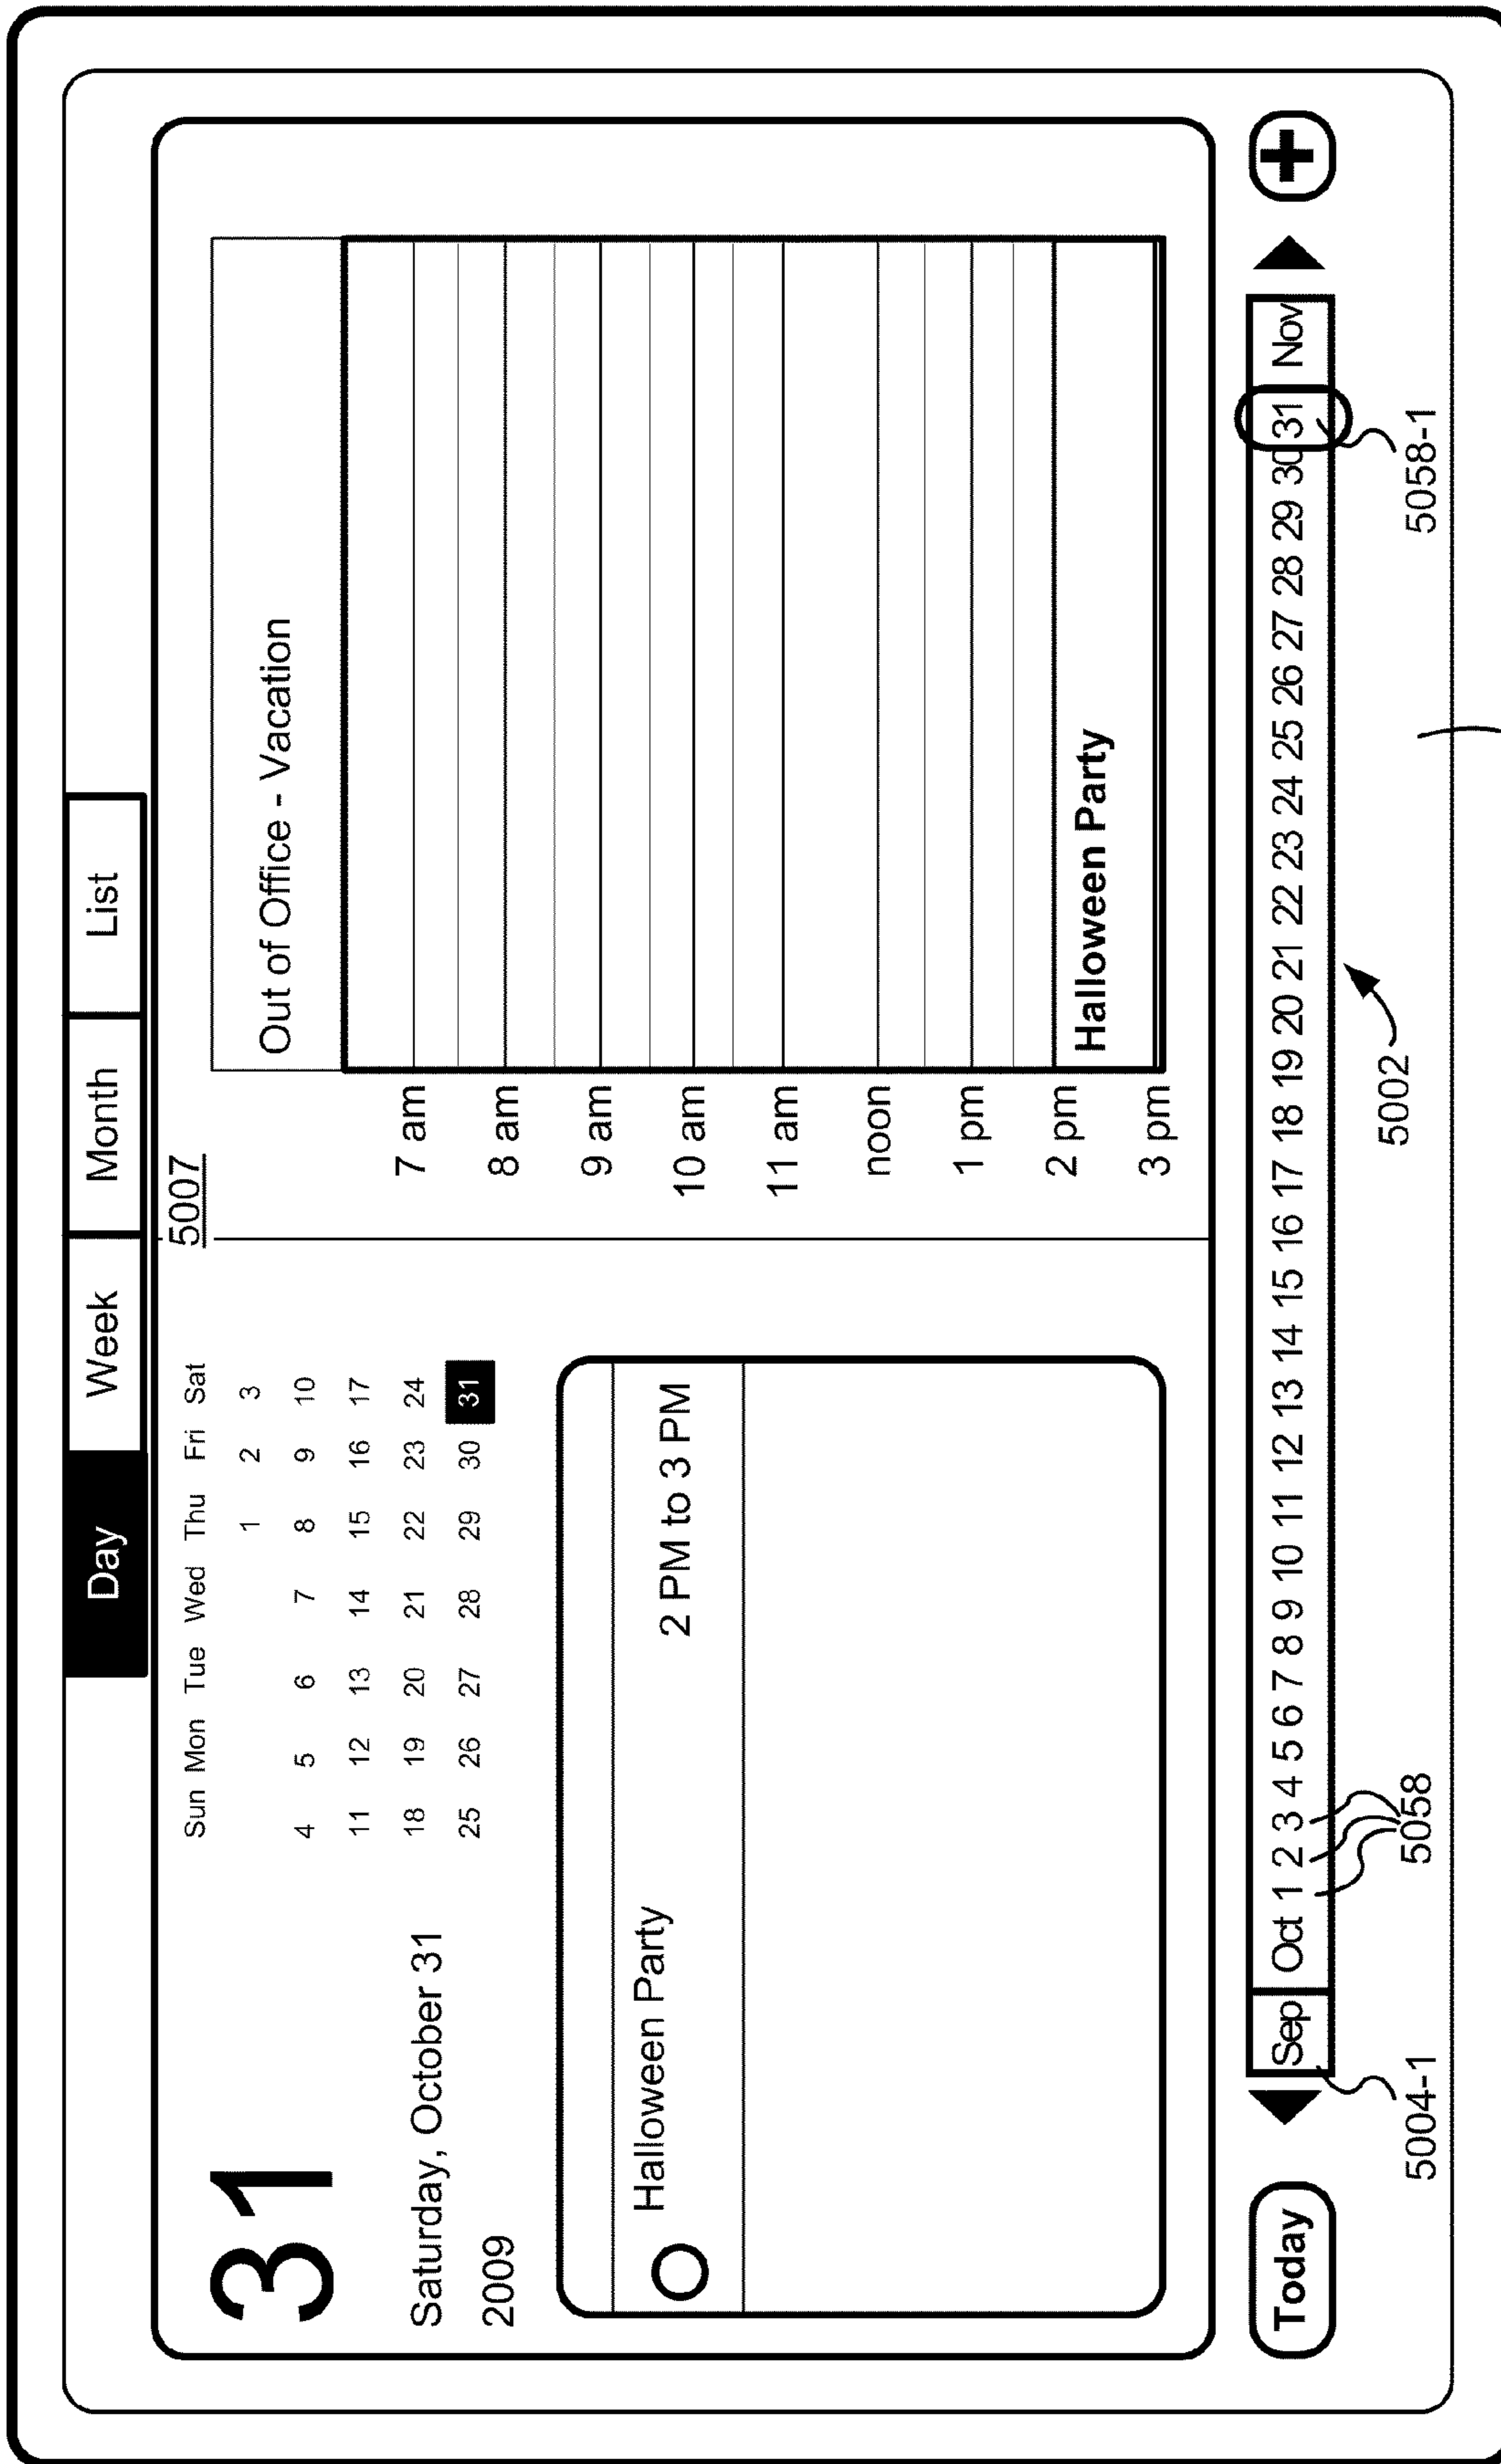 Day Week Month List
5007
31
Saturday, October 31
2009
Sun Mon Tue Wed Thu Fri Sat
1 2 3
4 5 6 7 8 9 10
11 12 13 14 15 16 17
18 19 20 21 22 23 24
25 26 27 28 29 30 31
Halloween Party
2 PM to 3 PM
Out of Office - Vacation
7 am
8 am
9 am
10 am
11 am
noon
1 pm
2 pm
Halloween Party
3 pm
Today Sep Oct 1 2 3 4 5 6 7 8 9 10 11 12 13 14 15 16 17 18 19 20 21 22 23 24 25 26 27 28 29 30 31 Nov +
5004-1 5058 5002 5058-1